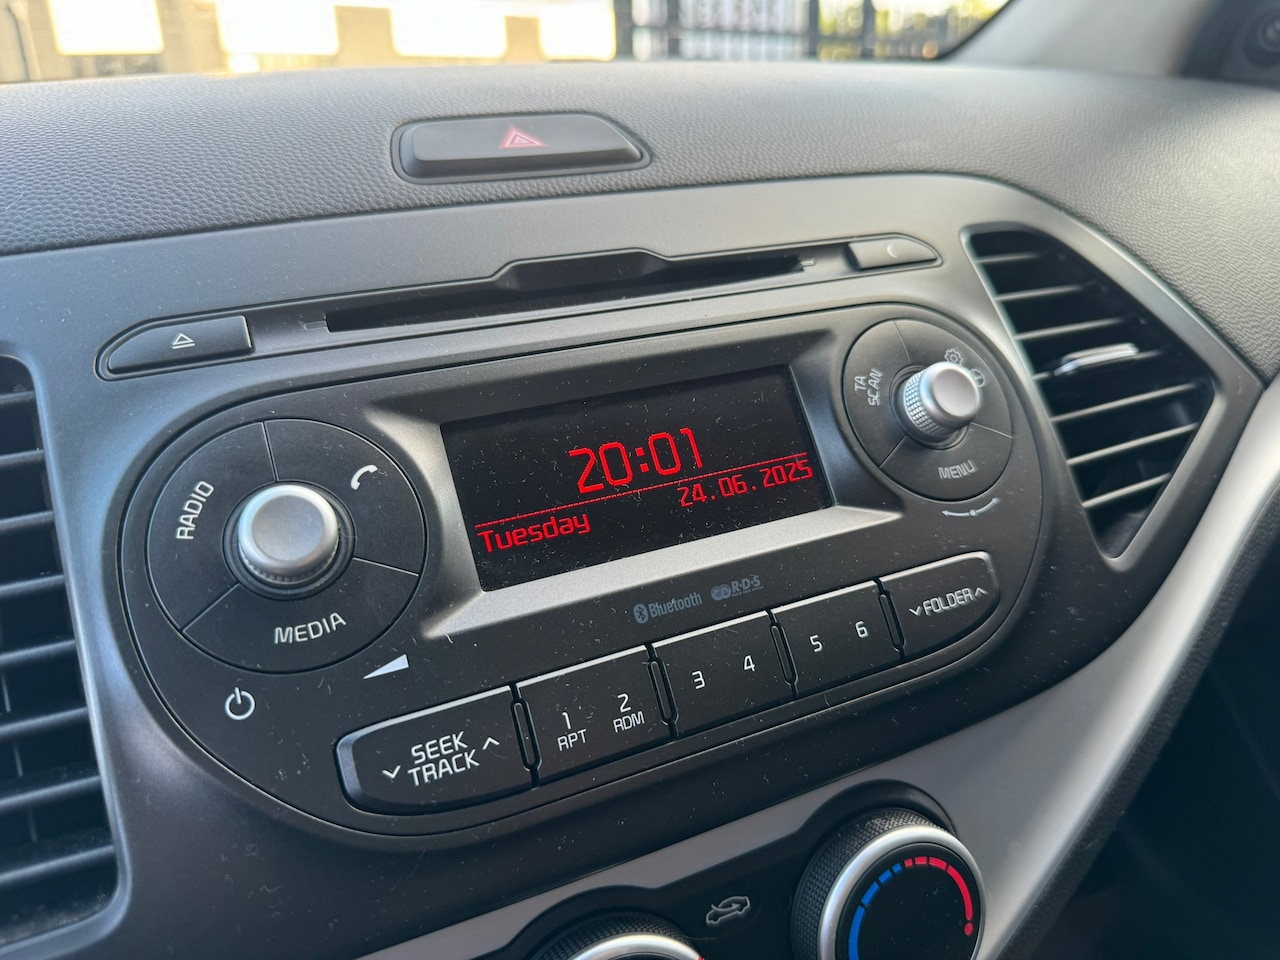 20:01
24.06.2025
Tuesday
TA
SCAN
MENU
RADIO
MEDIA
Bluetooth
R·D·S
SEEK
TRACK
1
RPT
2
RDM
3
4
5
6
FOLDER